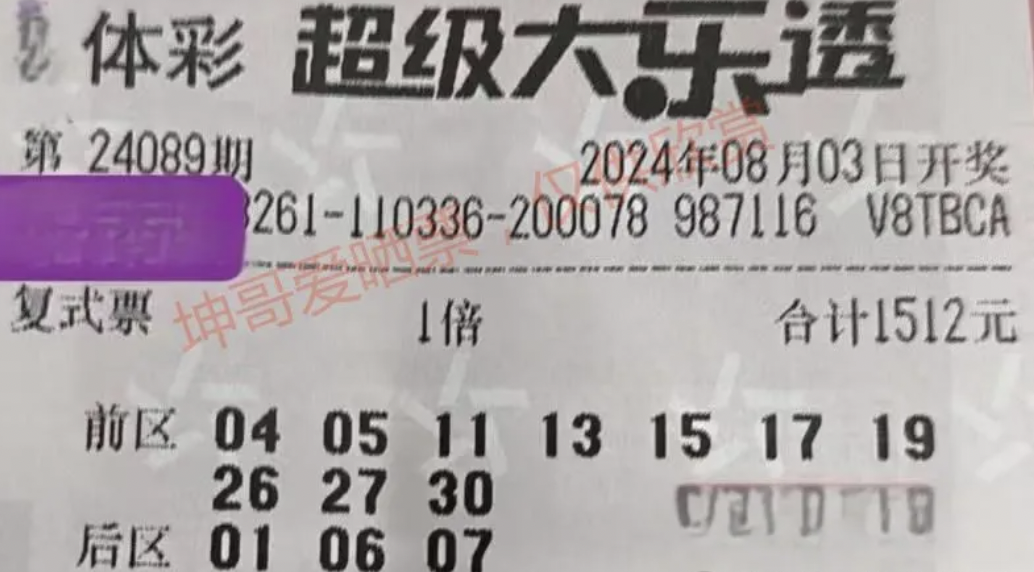 体彩 超级大乐透
第 24089期 2024年08月03日开奖
261-110336-200078 987116 V8TBCA
复式票 1倍 合计1512元
坤哥爱晒票,仅供欣赏
前区 04 05 11 13 15 17 19
26 27 30
后区 01 06 07